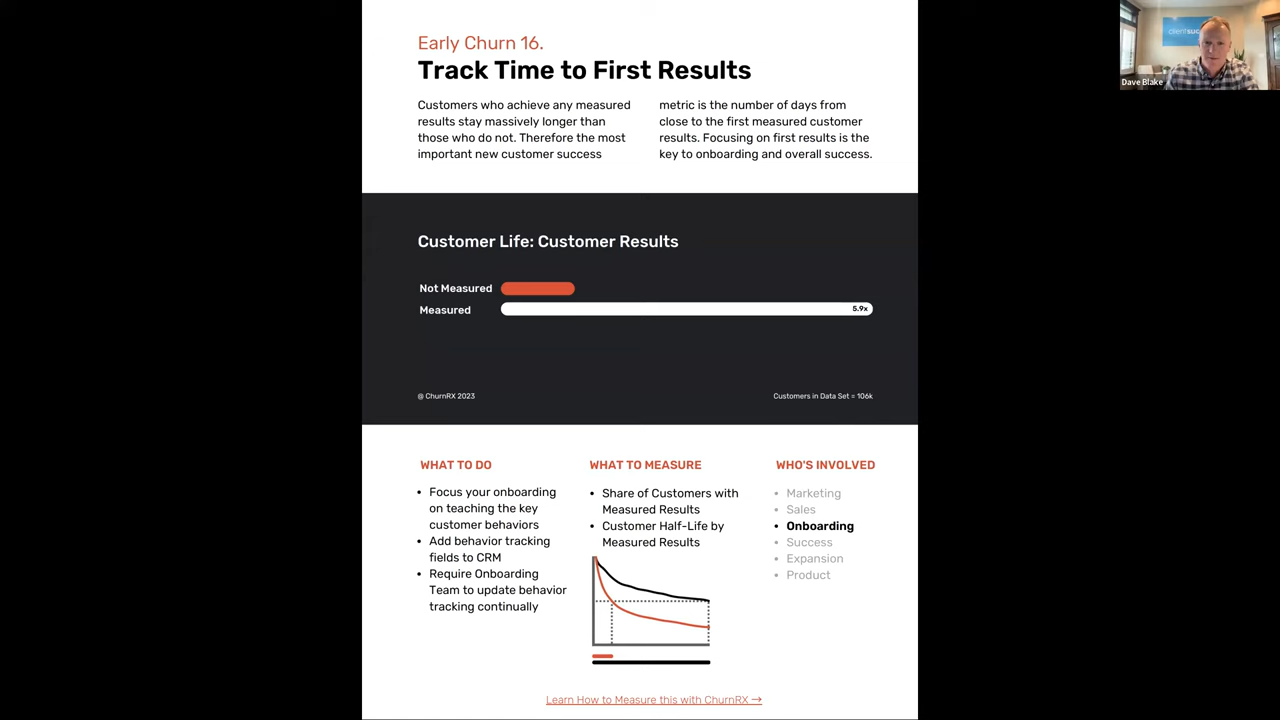 Early Churn 16.
Track Time to First Results
Customers who achieve any measured
results stay massively longer than
those who do not. Therefore the most
important new customer success
metric is the number of days from
close to the first measured customer
results. Focusing on first results is the
key to onboarding and overall success.
Customer Life: Customer Results
Not Measured
Measured
5.9x
@ ChurnRX 2023
Customers in Data Set = 106k
WHAT TO DO
• Focus your onboarding
on teaching the key
customer behaviors
• Add behavior tracking
fields to CRM
• Require Onboarding
Team to update behavior
tracking continually
WHAT TO MEASURE
• Share of Customers with
Measured Results
• Customer Half-Life by
Measured Results
WHO'S INVOLVED
• Marketing
• Sales
• Onboarding
• Success
• Expansion
• Product
Learn How to Measure this with ChurnRX →
Dave Blake